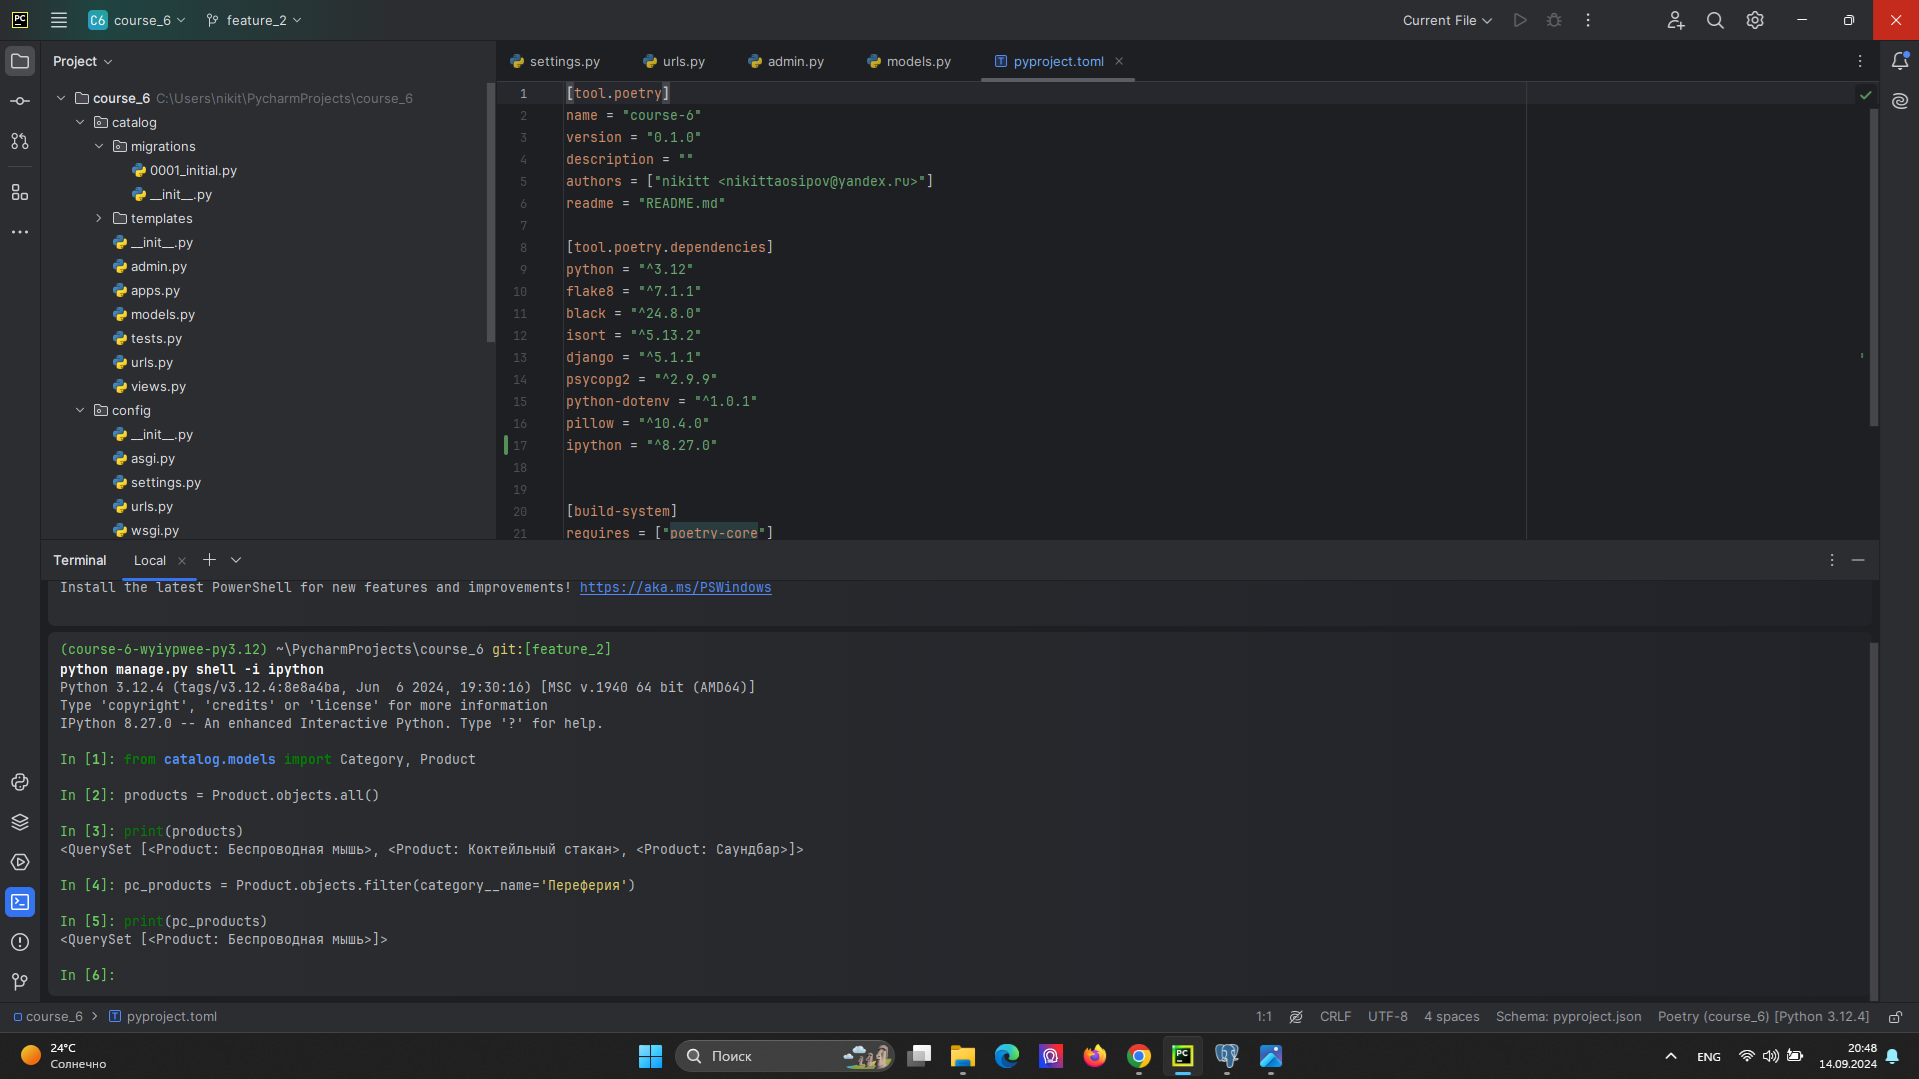 PC C6 course_6 feature_2 Current File
Project
course_6 C:\Users\nikit\PycharmProjects\course_6
catalog
migrations
0001_initial.py
__init__.py
templates
__init__.py
admin.py
apps.py
models.py
tests.py
urls.py
views.py
config
__init__.py
asgi.py
settings.py
urls.py
wsgi.py
settings.py urls.py admin.py models.py pyproject.toml
1 [tool.poetry]
2 name = "course-6"
3 version = "0.1.0"
4 description = ""
5 authors = ["nikitt <nikittaosipov@yandex.ru>"]
6 readme = "README.md"
7
8 [tool.poetry.dependencies]
9 python = "^3.12"
10 flake8 = "^7.1.1"
11 black = "^24.8.0"
12 isort = "^5.13.2"
13 django = "^5.1.1"
14 psycopg2 = "^2.9.9"
15 python-dotenv = "^1.0.1"
16 pillow = "^10.4.0"
17 ipython = "^8.27.0"
18
19
20 [build-system]
21 requires = ["poetry-core"]
Terminal Local
Install the latest PowerShell for new features and improvements! https://aka.ms/PSWindows
(course-6-wyiypwee-py3.12) ~\PycharmProjects\course_6 git:[feature_2]
python manage.py shell -i ipython
Python 3.12.4 (tags/v3.12.4:8e8a4ba, Jun  6 2024, 19:30:16) [MSC v.1940 64 bit (AMD64)]
Type 'copyright', 'credits' or 'license' for more information
IPython 8.27.0 -- An enhanced Interactive Python. Type '?' for help.
In [1]: from catalog.models import Category, Product
In [2]: products = Product.objects.all()
In [3]: print(products)
<QuerySet [<Product: Беспроводная мышь>, <Product: Коктейльный стакан>, <Product: Саундбар>]>
In [4]: pc_products = Product.objects.filter(category__name='Переферия')
In [5]: print(pc_products)
<QuerySet [<Product: Беспроводная мышь>]>
In [6]:
course_6 > pyproject.toml 1:1 CRLF UTF-8 4 spaces Schema: pyproject.json Poetry (course_6) [Python 3.12.4]
24°C
Солнечно
Поиск
PC
ENG
20:48
14.09.2024